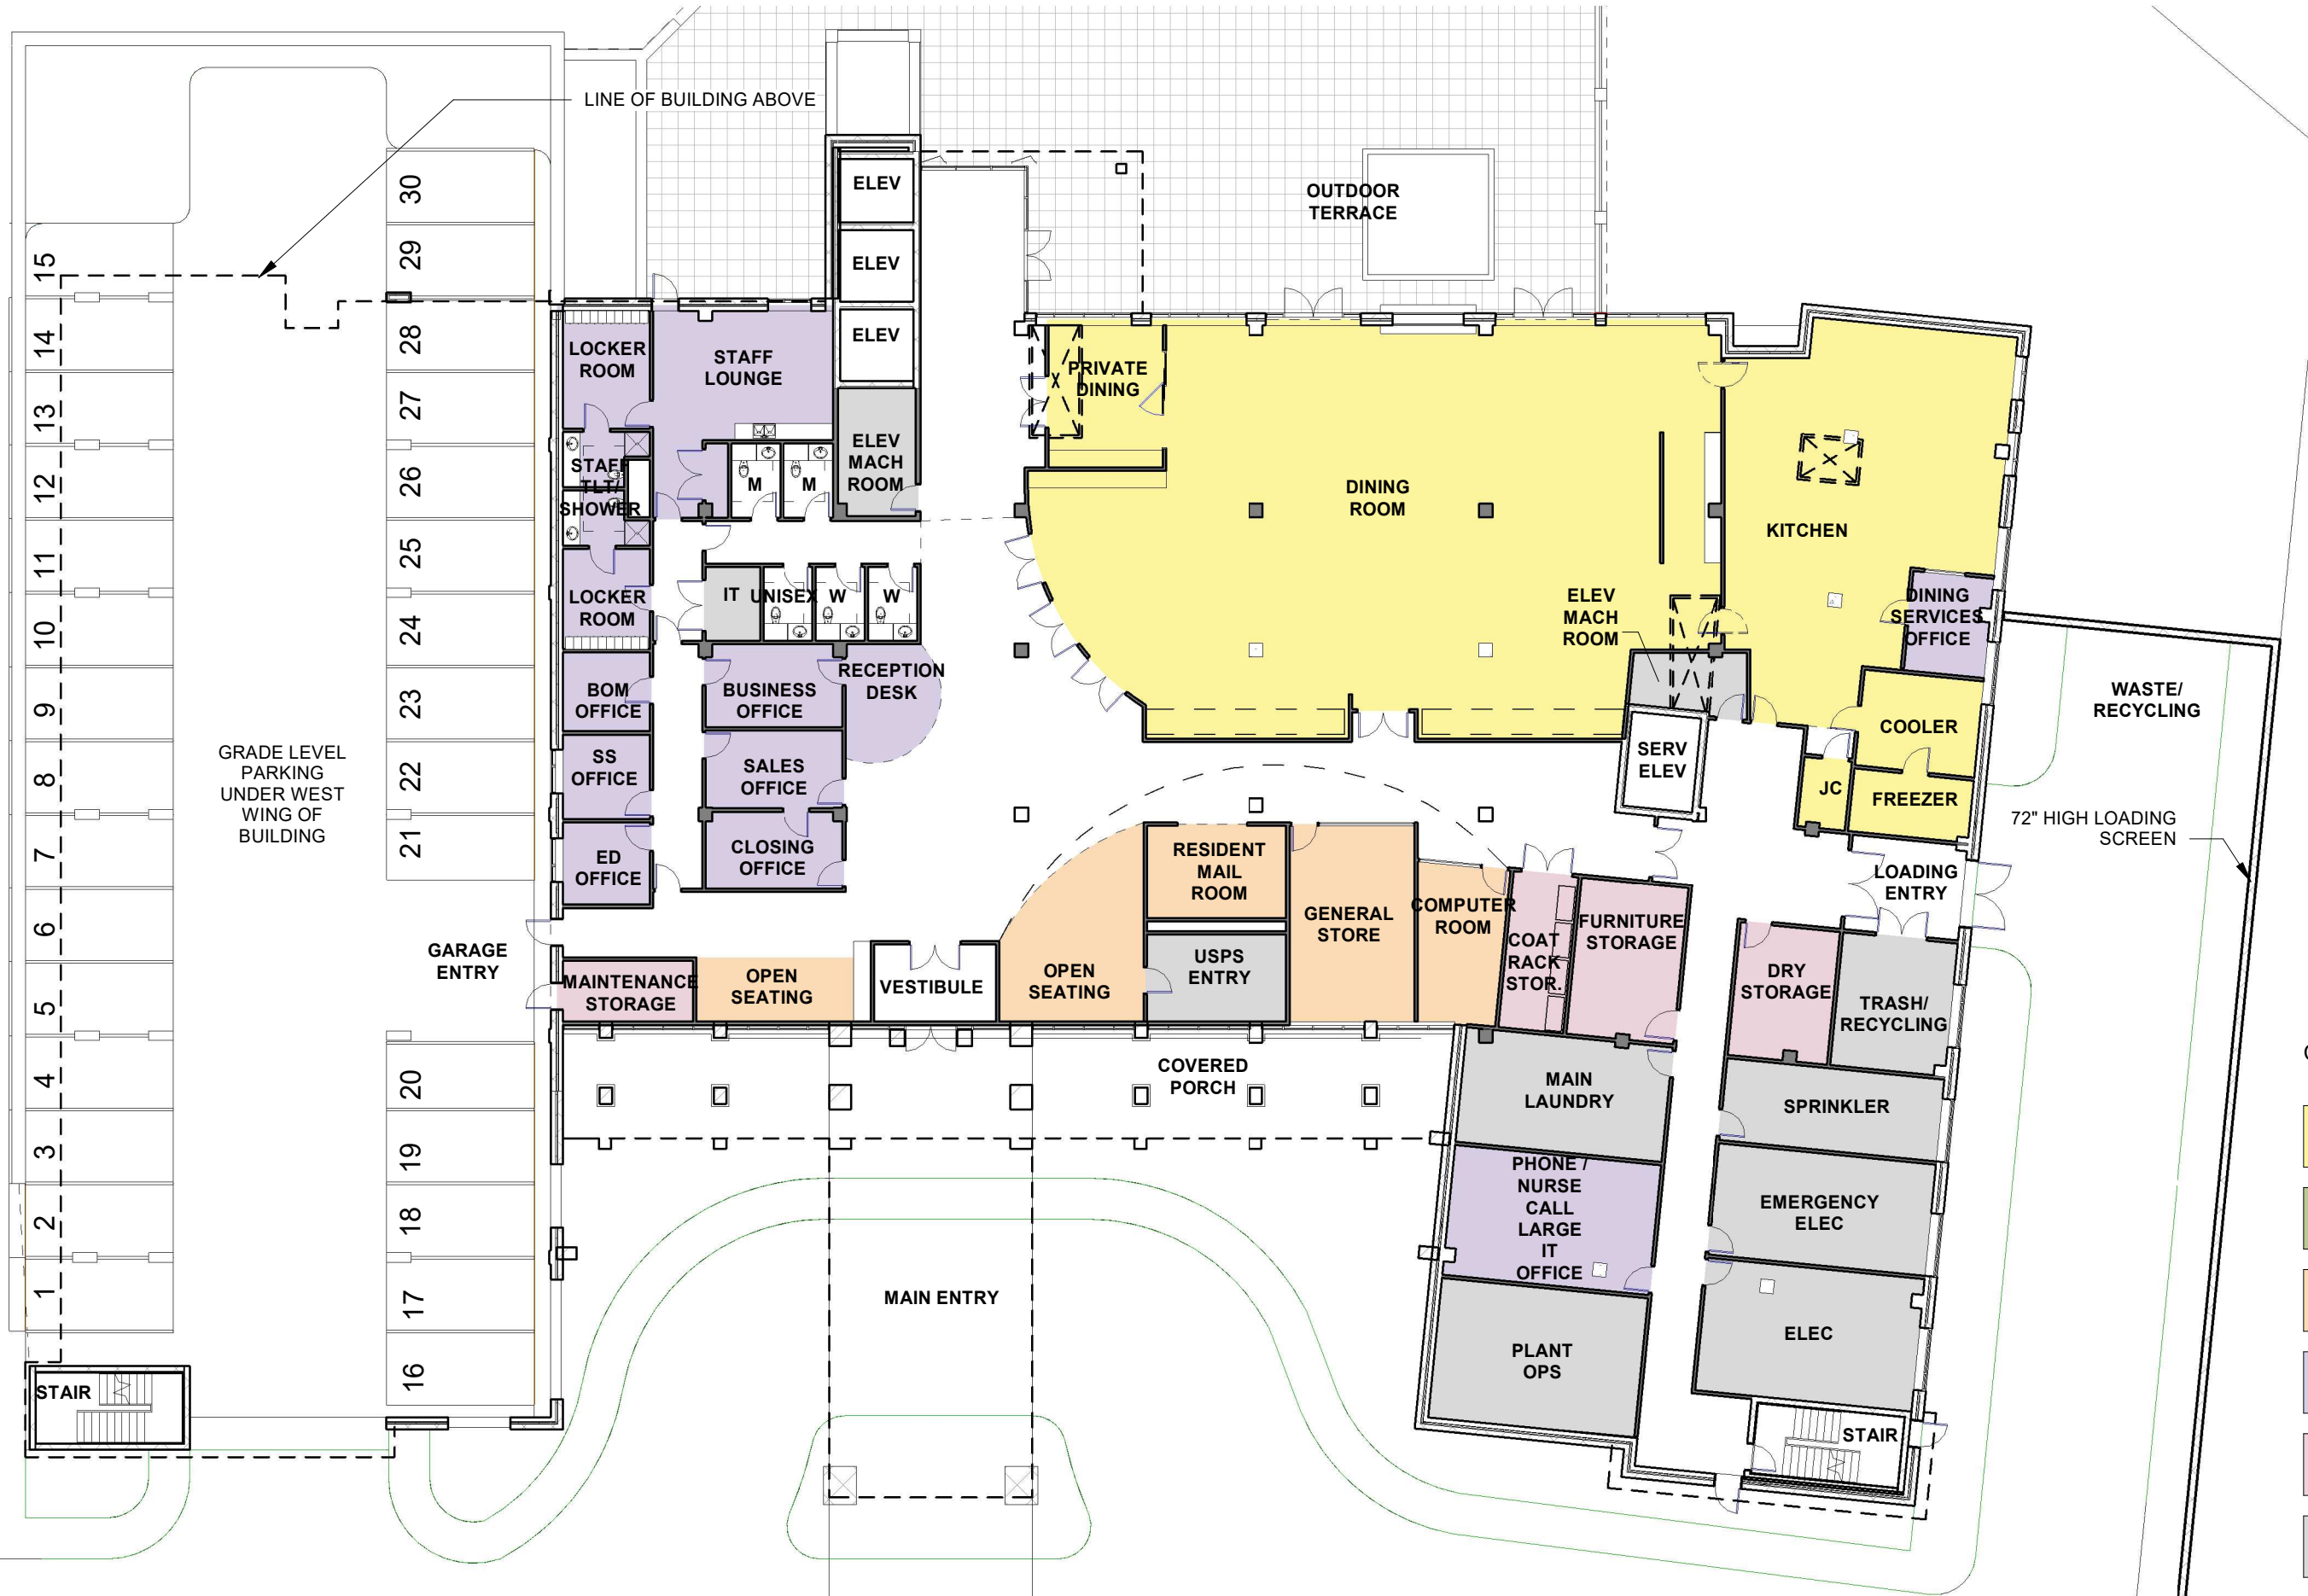 LINE OF BUILDING ABOVE
ELEV
ELEV
ELEV
OUTDOOR
TERRACE
30
29
28
27
26
25
24
23
22
21
20
19
18
17
16
15
14
13
12
11
10
9
8
7
6
5
4
3
2
1
GRADE LEVEL
PARKING
UNDER WEST
WING OF
BUILDING
STAIR
GARAGE
ENTRY
LOCKER
ROOM
STAFF
LOUNGE
STAFF
TLT/
SHOWER
M
M
ELEV
MACH
ROOM
LOCKER
ROOM
IT
UNISEX
W
W
BOM
OFFICE
BUSINESS
OFFICE
RECEPTION
DESK
SS
OFFICE
SALES
OFFICE
ED
OFFICE
CLOSING
OFFICE
MAINTENANCE
STORAGE
OPEN
SEATING
VESTIBULE
OPEN
SEATING
RESIDENT
MAIL
ROOM
USPS
ENTRY
GENERAL
STORE
COMPUTER
ROOM
COAT
RACK
STOR.
FURNITURE
STORAGE
PRIVATE
DINING
DINING
ROOM
KITCHEN
ELEV
MACH
ROOM
DINING
SERVICES
OFFICE
SERV
ELEV
COOLER
JC
FREEZER
WASTE/
RECYCLING
72" HIGH LOADING
SCREEN
LOADING
ENTRY
DRY
STORAGE
TRASH/
RECYCLING
COVERED
PORCH
MAIN
LAUNDRY
SPRINKLER
PHONE /
NURSE
CALL
LARGE
IT
OFFICE
EMERGENCY
ELEC
MAIN ENTRY
PLANT
OPS
ELEC
STAIR